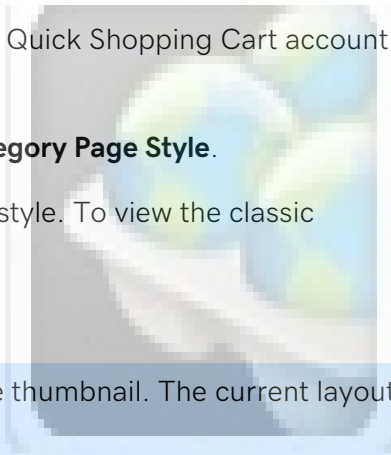 Quick Shopping Cart account
egory Page Style.
style. To view the classic
thumbnail. The current layout